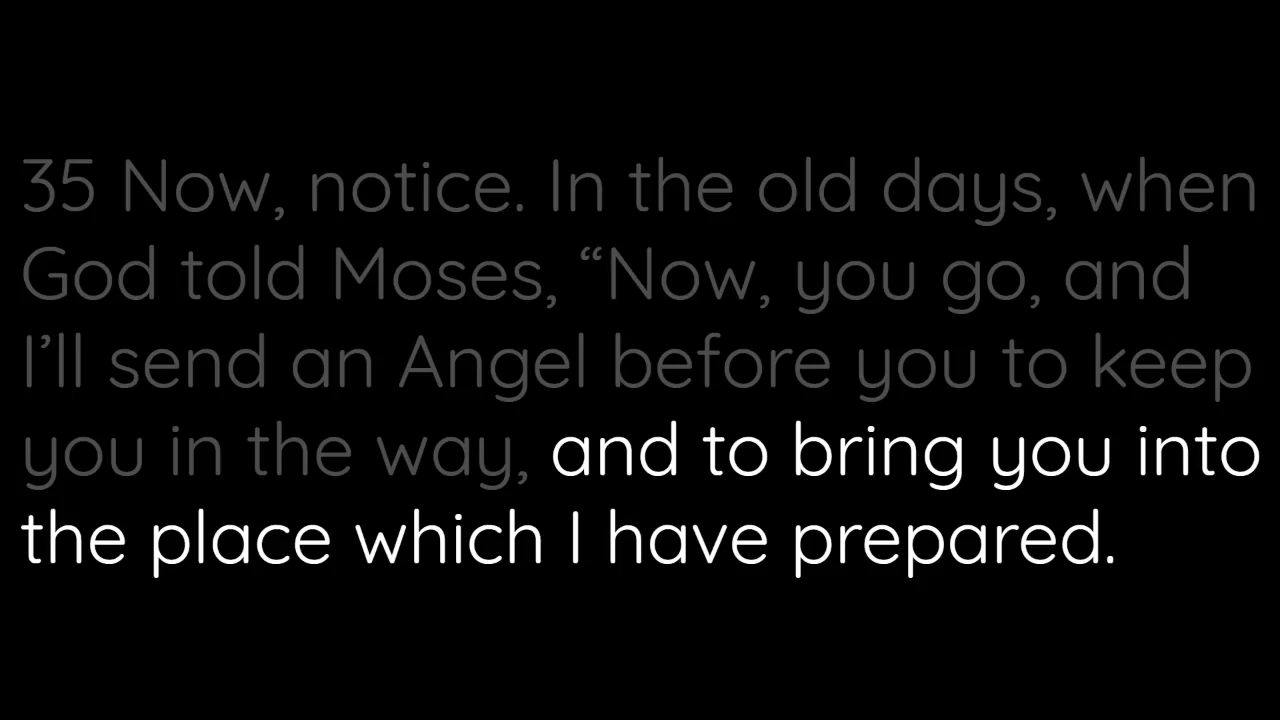 35 Now, notice. In the old days, when
God told Moses, “Now, you go, and
I’ll send an Angel before you to keep
you in the way, and to bring you into
the place which I have prepared.